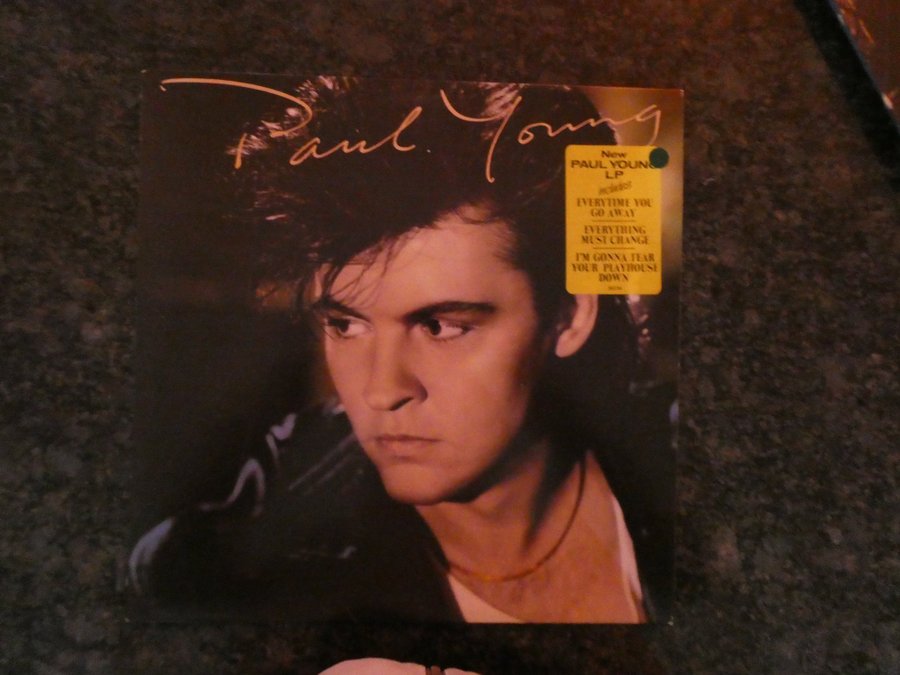 Paul Young
New
PAUL YOUNG
LP
includes
EVERYTIME YOU
GO AWAY
EVERYTHING
MUST CHANGE
I'M GONNA TEAR
YOUR PLAYHOUSE
DOWN